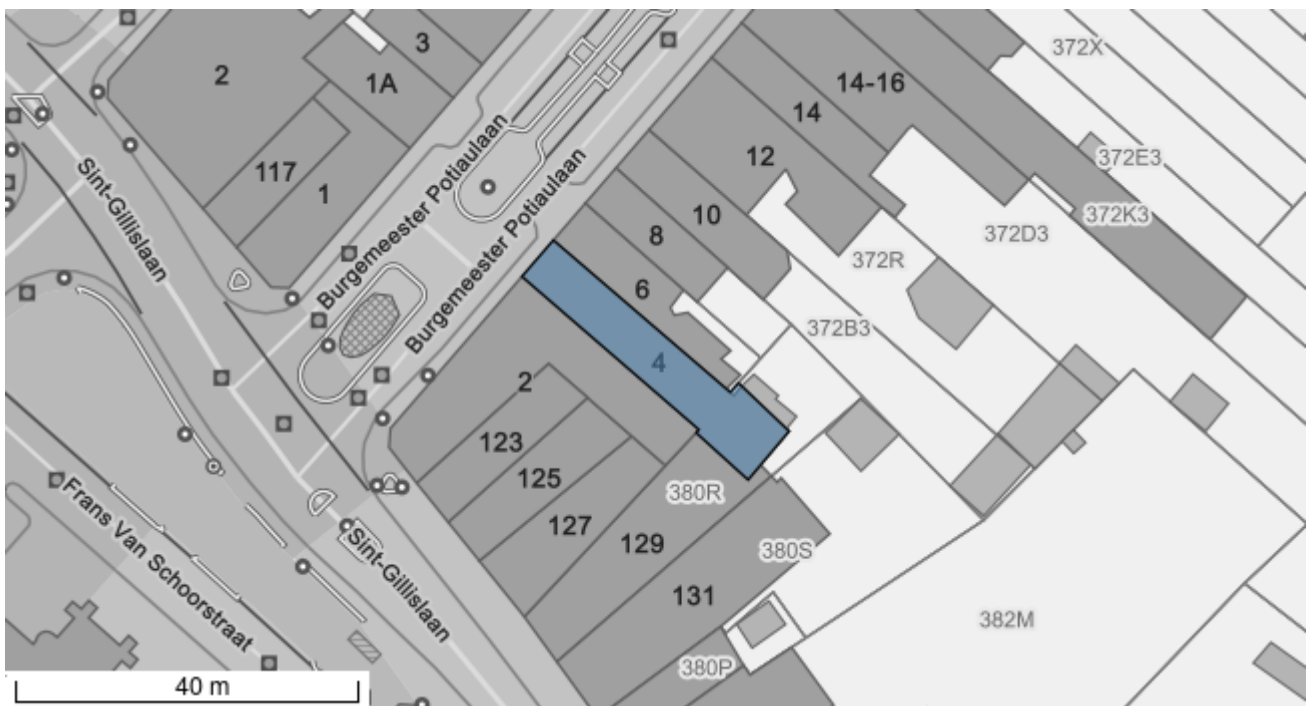 372X
3
14-16
2
1A
14
372E3
12
Sint-Gillislaan
117
Burgemeester Potiaulaan
1
372K3
10
372D3
8
372R
Burgemeester Potiaulaan
6
372B3
4
2
123
125
380R
Frans Van Schoorstraat
127
129
380S
Sint-Gillislaan
131
382M
380P
40 m